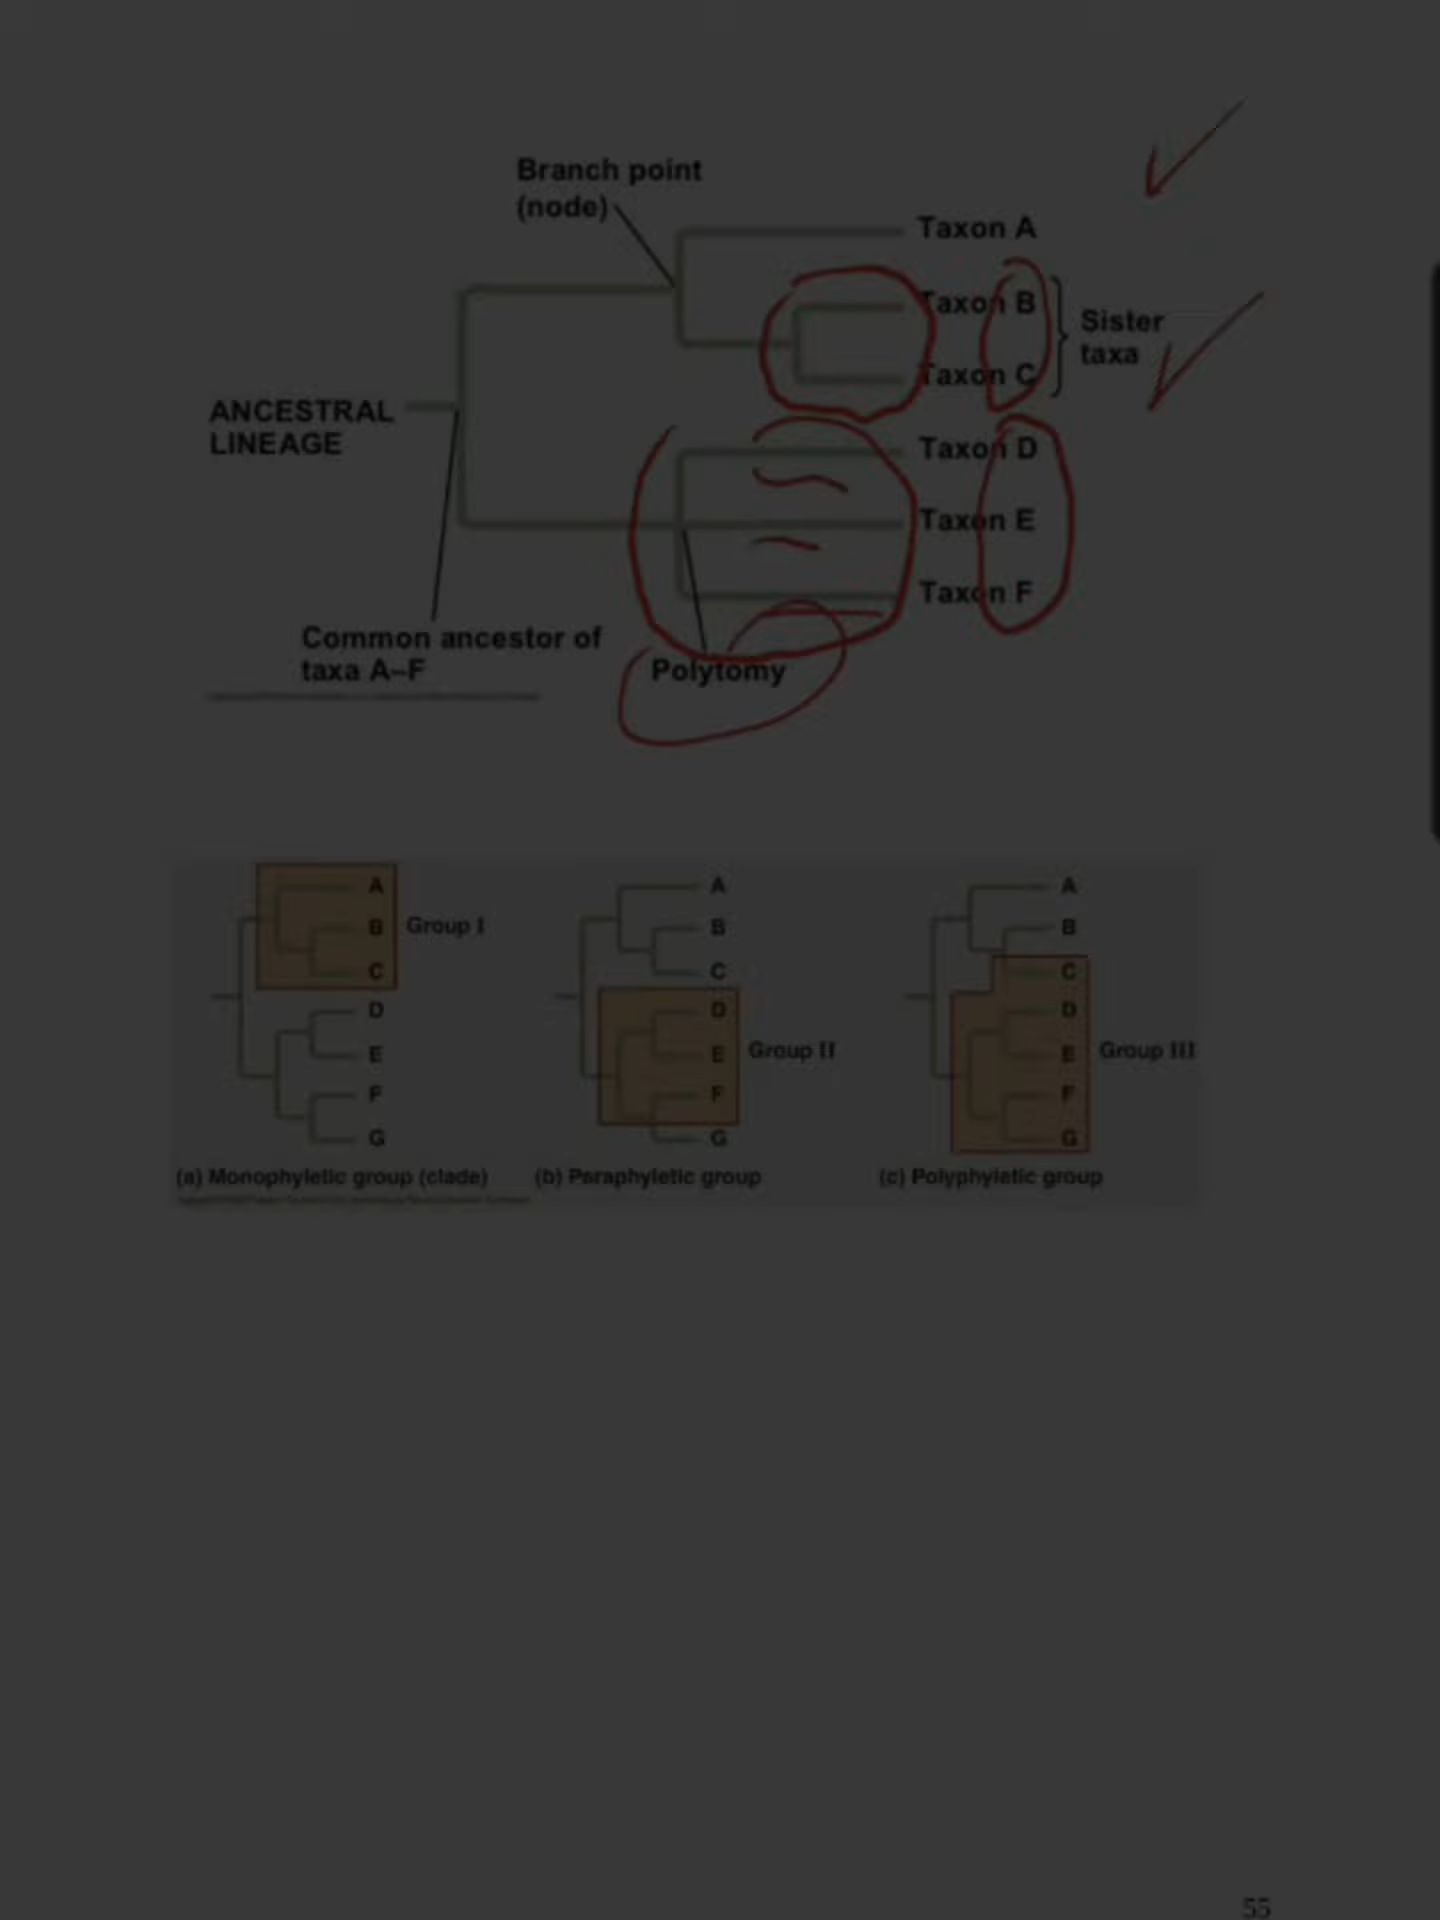 Branch point
(node)
Taxon A
Taxon B
Taxon C
Sister
taxa
ANCESTRAL
LINEAGE
Taxon D
Taxon E
Taxon F
Common ancestor of
taxa A–F
Polytomy
A
B
C
D
E
F
G
Group I
(a) Monophyletic group (clade)
A
B
C
D
E
F
G
Group II
(b) Paraphyletic group
A
B
C
D
E
F
G
Group III
(c) Polyphyletic group
55